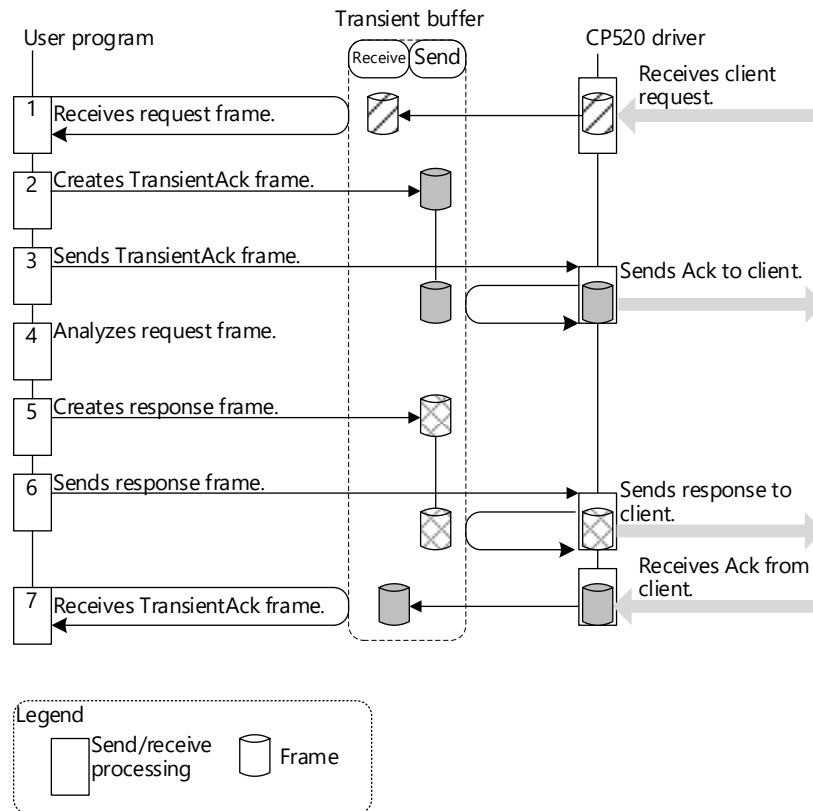 Transient buffer
User program
CP520 driver
Receive
Send
Receives client
request.
1
Receives request frame.
2
Creates TransientAck frame.
3
Sends TransientAck frame.
Sends Ack to client.
4
Analyzes request frame.
5
Creates response frame.
6
Sends response frame.
Sends response to
client.
Receives Ack from
client.
7
Receives TransientAck frame.
Legend
Send/receive
processing
Frame